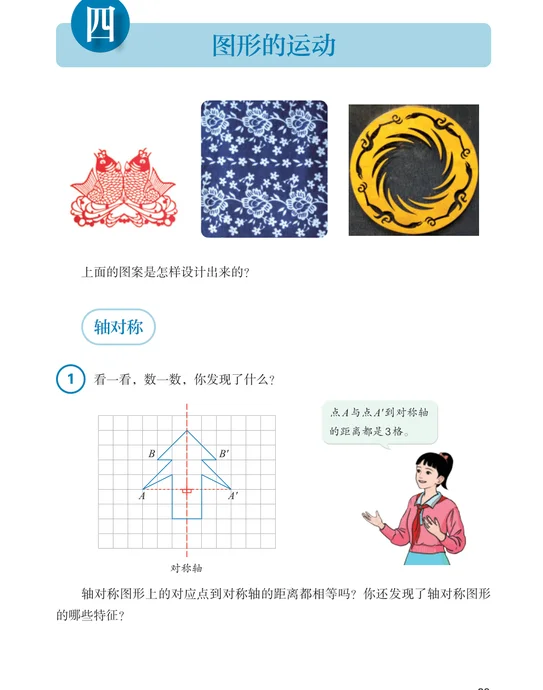 四
图形的运动
上面的图案是怎样设计出来的？
轴对称
1 看一看，数一数，你发现了什么？
点A与点A′到对称轴
的距离都是3格。
B B′
A A′
对称轴
轴对称图形上的对应点到对称轴的距离都相等吗？你还发现了轴对称图形
的哪些特征？